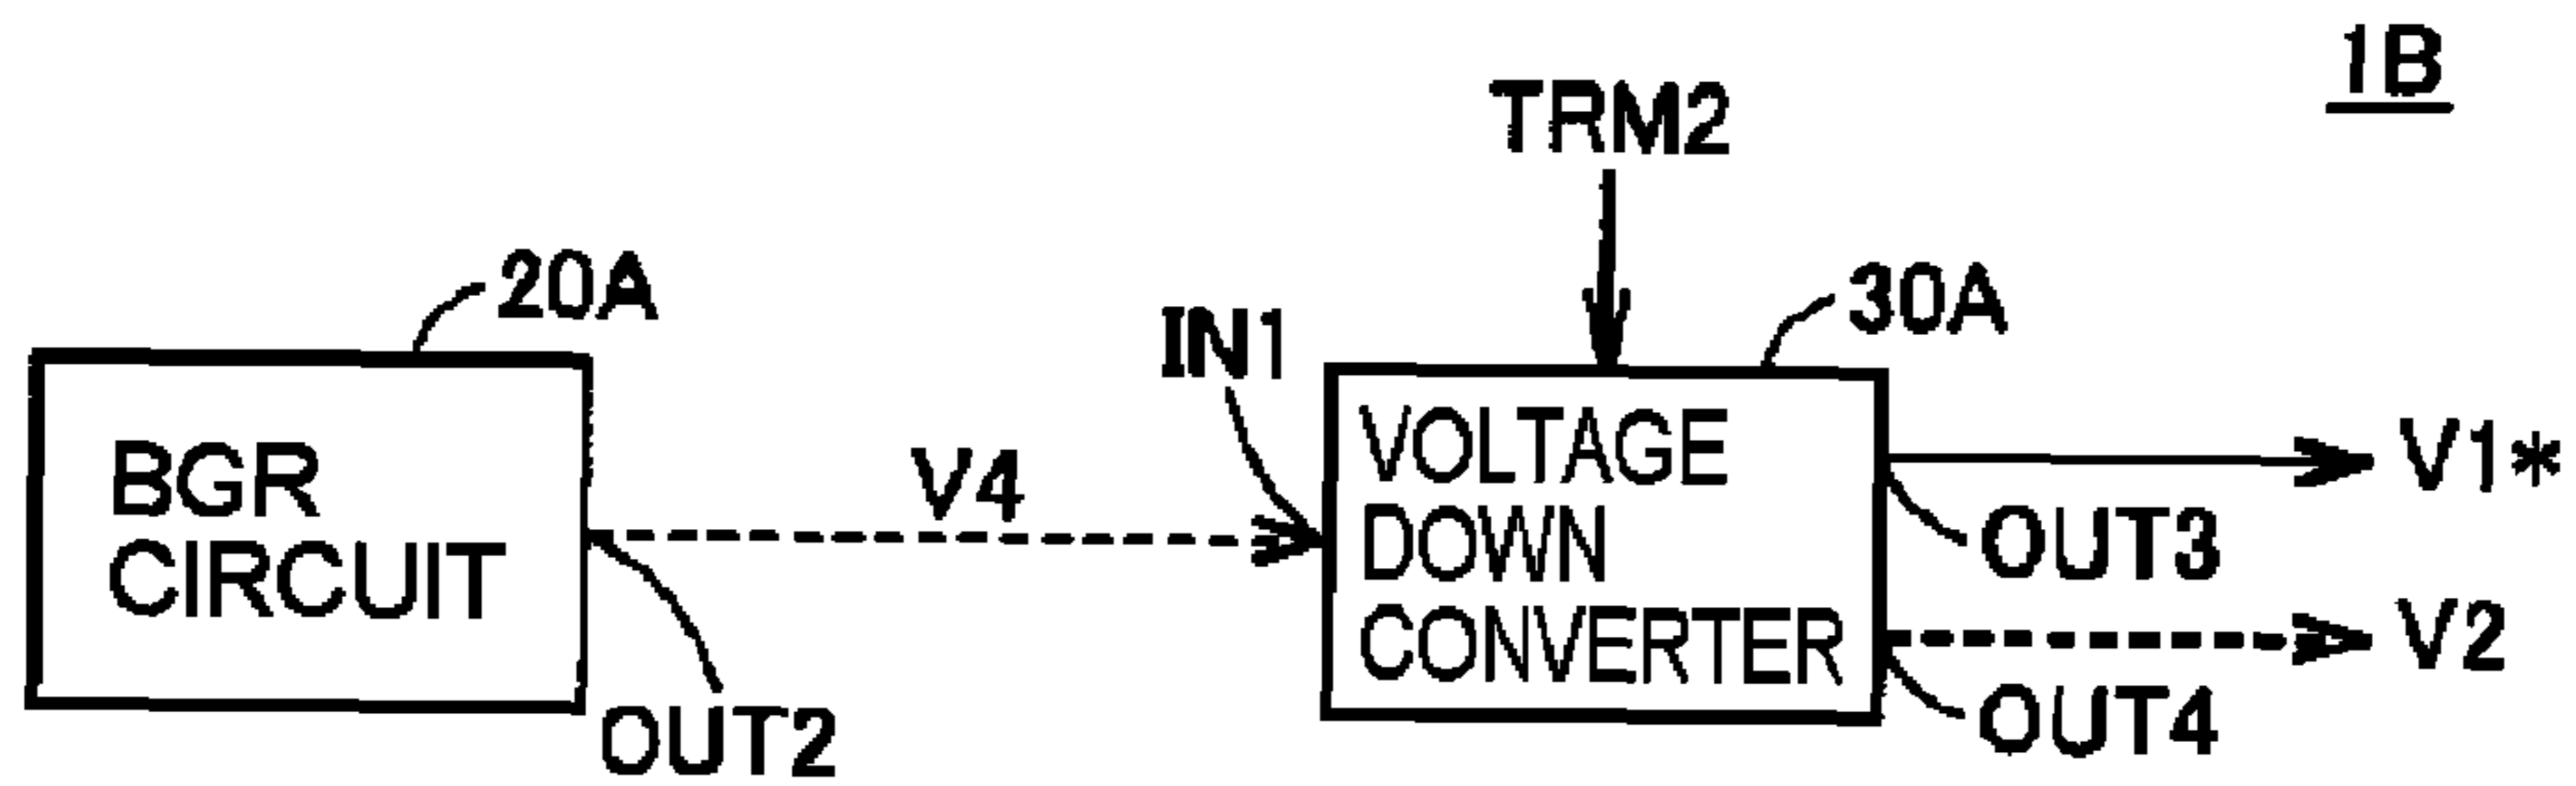 1B
TRM2
20A
30A
IN1
BGR
CIRCUIT
V4
VOLTAGE
DOWN
CONVERTER
V1*
OUT3
V2
OUT2
OUT4